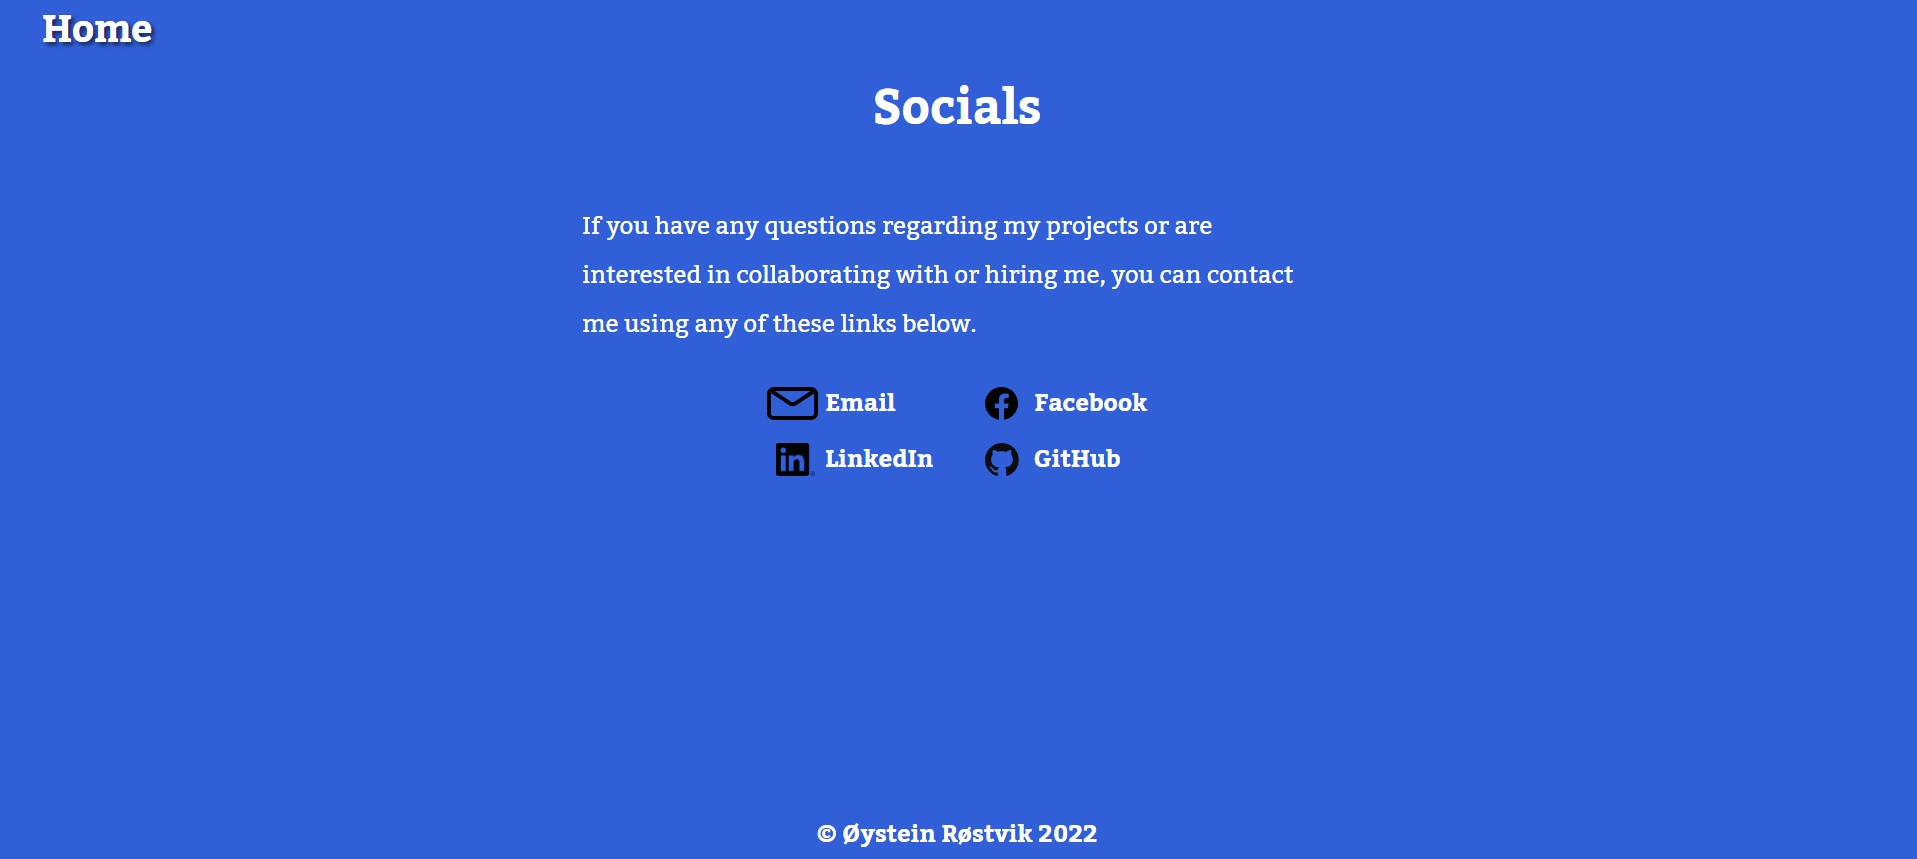 Home
Socials
If you have any questions regarding my projects or are
interested in collaborating with or hiring me, you can contact
me using any of these links below.
Email
Facebook
in LinkedIn
GitHub
© Øystein Røstvik 2022